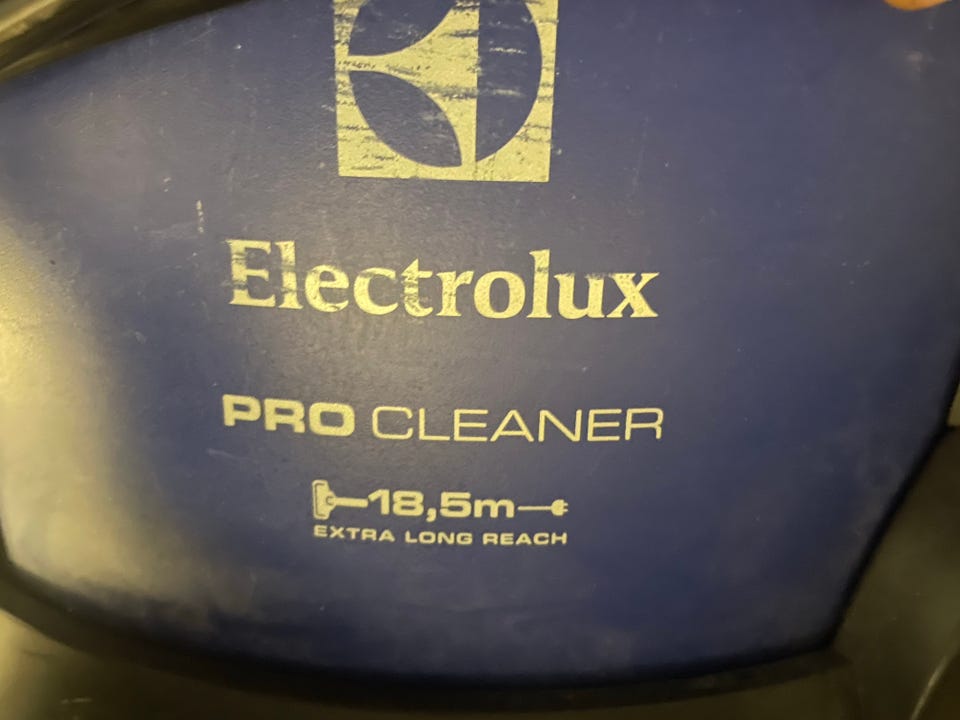 Electrolux
PRO CLEANER
18,5m
EXTRA LONG REACH